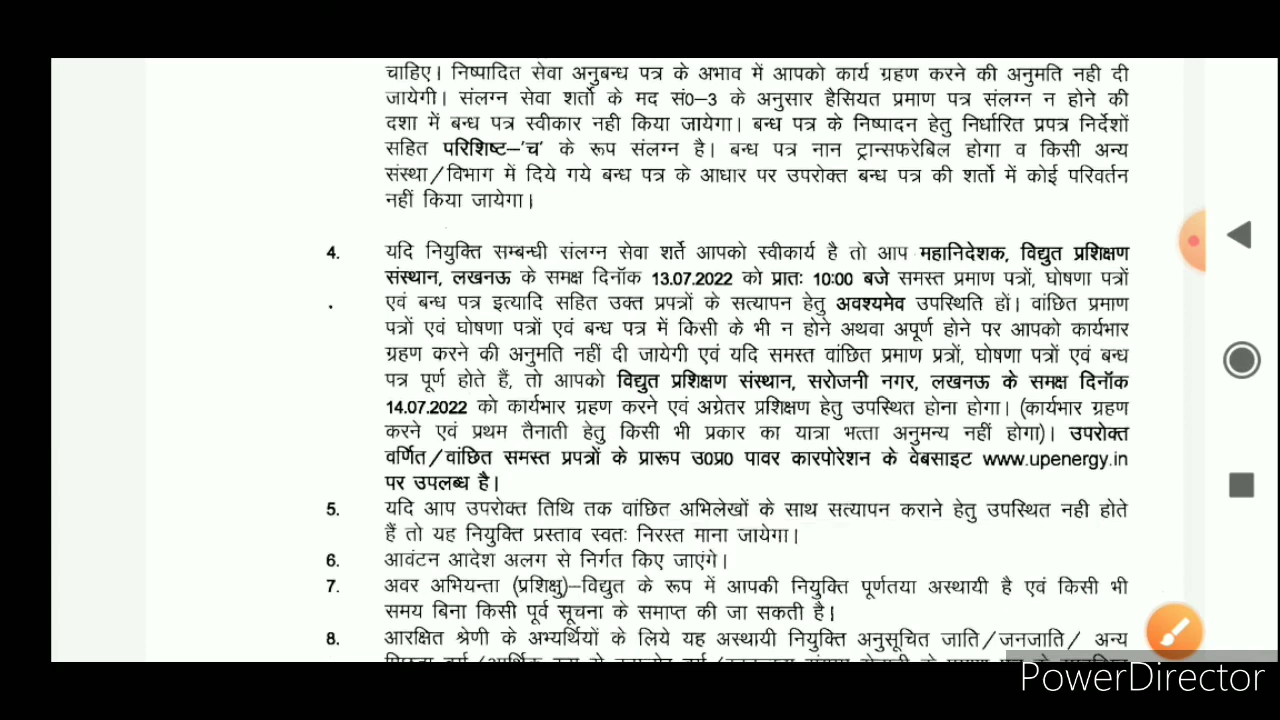 चाहिए। निष्पादित सेवा अनुबन्ध पत्र के अभाव में आपको कार्य ग्रहण करने की अनुमति नही दी
जायेगी। संलग्न सेवा शर्तो के मद सं0–3 के अनुसार हैसियत प्रमाण पत्र संलग्न न होने की
दशा में बन्ध पत्र स्वीकार नही किया जायेगा। बन्ध पत्र के निष्पादन हेतु निर्धारित प्रपत्र निर्देशों
सहित परिशिष्ट–'च' के रूप संलग्न है। बन्ध पत्र नान ट्रान्सफरेबिल होगा व किसी अन्य
संस्था/विभाग में दिये गये बन्ध पत्र के आधार पर उपरोक्त बन्ध पत्र की शर्तो में कोई परिवर्तन
नहीं किया जायेगा।
4. यदि नियुक्ति सम्बन्धी संलग्न सेवा शर्ते आपको स्वीकार्य है तो आप महानिदेशक, विद्युत प्रशिक्षण
संस्थान, लखनऊ के समक्ष दिनॉक 13.07.2022 को प्रातः 10:00 बजे समस्त प्रमाण पत्रों, घोषणा पत्रों
एवं बन्ध पत्र इत्यादि सहित उक्त प्रपत्रों के सत्यापन हेतु अवश्यमेव उपस्थिति हों। वांछित प्रमाण
पत्रों एवं घोषणा पत्रों एवं बन्ध पत्र में किसी के भी न होने अथवा अपूर्ण होने पर आपको कार्यभार
ग्रहण करने की अनुमति नहीं दी जायेगी एवं यदि समस्त वांछित प्रमाण प्रत्रों, घोषणा पत्रों एवं बन्ध
पत्र पूर्ण होते हैं, तो आपको विद्युत प्रशिक्षण संस्थान, सरोजनी नगर, लखनऊ के समक्ष दिनॉक
14.07.2022 को कार्यभार ग्रहण करने एवं अग्रेतर प्रशिक्षण हेतु उपस्थित होना होगा। (कार्यभार ग्रहण
करने एवं प्रथम तैनाती हेतु किसी भी प्रकार का यात्रा भत्ता अनुमन्य नहीं होगा)। उपरोक्त
वर्णित/वांछित समस्त प्रपत्रों के प्रारूप उ0प्र0 पावर कारपोरेशन के वेबसाइट www.upenergy.in
पर उपलब्ध है।
5. यदि आप उपरोक्त तिथि तक वांछित अभिलेखों के साथ सत्यापन कराने हेतु उपस्थित नही होते
हैं तो यह नियुक्ति प्रस्ताव स्वतः निरस्त माना जायेगा।
6. आवंटन आदेश अलग से निर्गत किए जाएंगे।
7. अवर अभियन्ता (प्रशिक्षु)–विद्युत के रूप में आपकी नियुक्ति पूर्णतया अस्थायी है एवं किसी भी
समय बिना किसी पूर्व सूचना के समाप्त की जा सकती है।
8. आरक्षित श्रेणी के अभ्यर्थियों के लिये यह अस्थायी नियुक्ति अनुसूचित जाति/जनजाति/ अन्य
PowerDirector